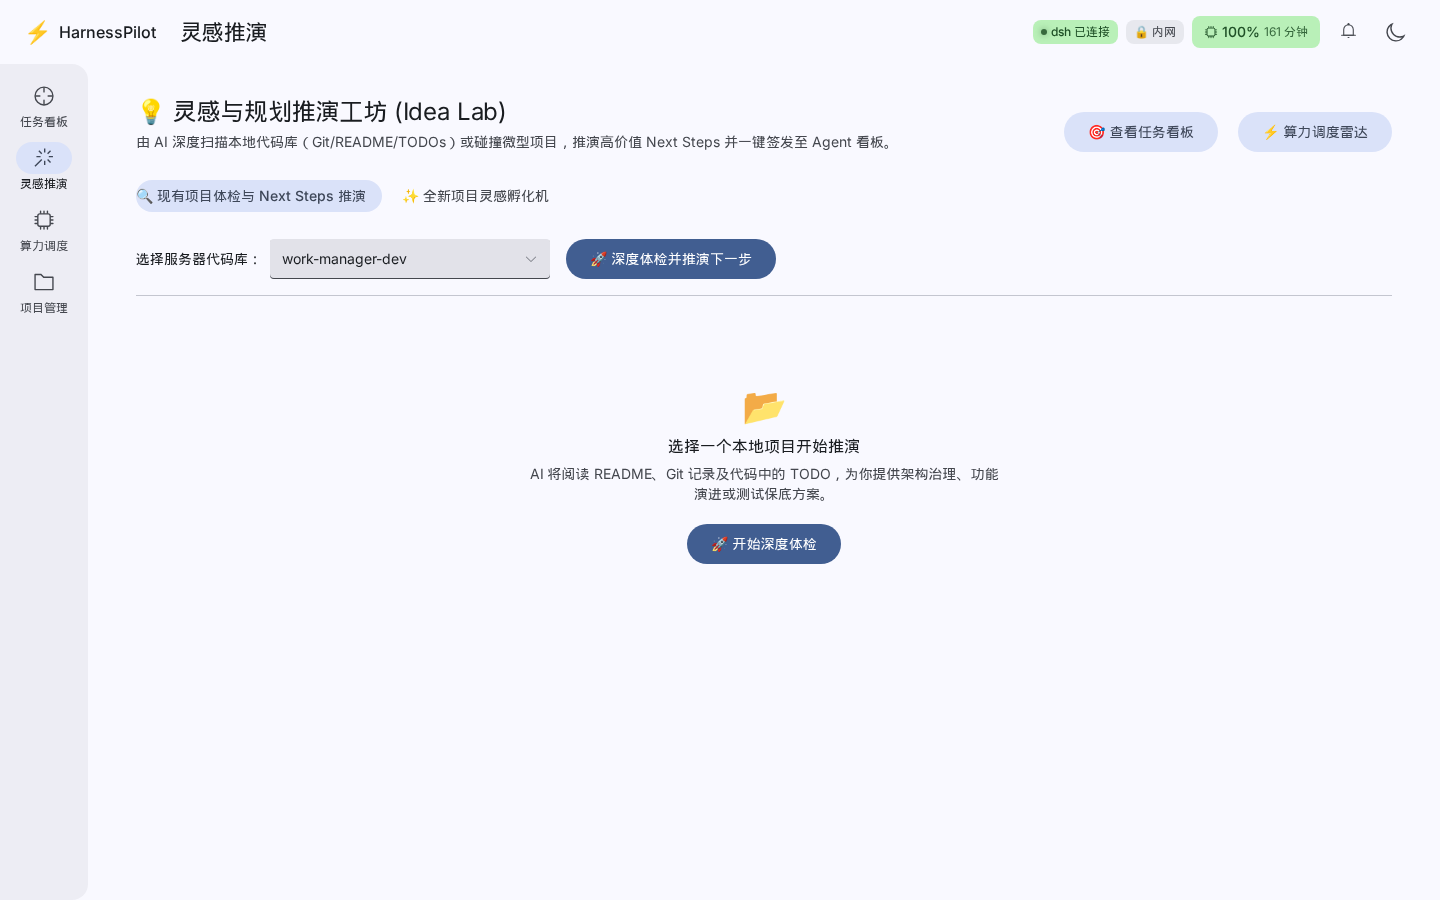 ⚡ HarnessPilot
灵感推演
dsh 已连接
🔒 内网
100% 161 分钟
任务看板
灵感推演
算力调度
项目管理
💡 灵感与规划推演工坊 (Idea Lab)
由 AI 深度扫描本地代码库（Git/README/TODOs）或碰撞微型项目，推演高价值 Next Steps 并一键签发至 Agent 看板。
🎯 查看任务看板
⚡ 算力调度雷达
🔍 现有项目体检与 Next Steps 推演
✨ 全新项目灵感孵化机
选择服务器代码库：
work-manager-dev
🚀 深度体检并推演下一步
选择一个本地项目开始推演
AI 将阅读 README、Git 记录及代码中的 TODO，为你提供架构治理、功能
演进或测试保底方案。
🚀 开始深度体检